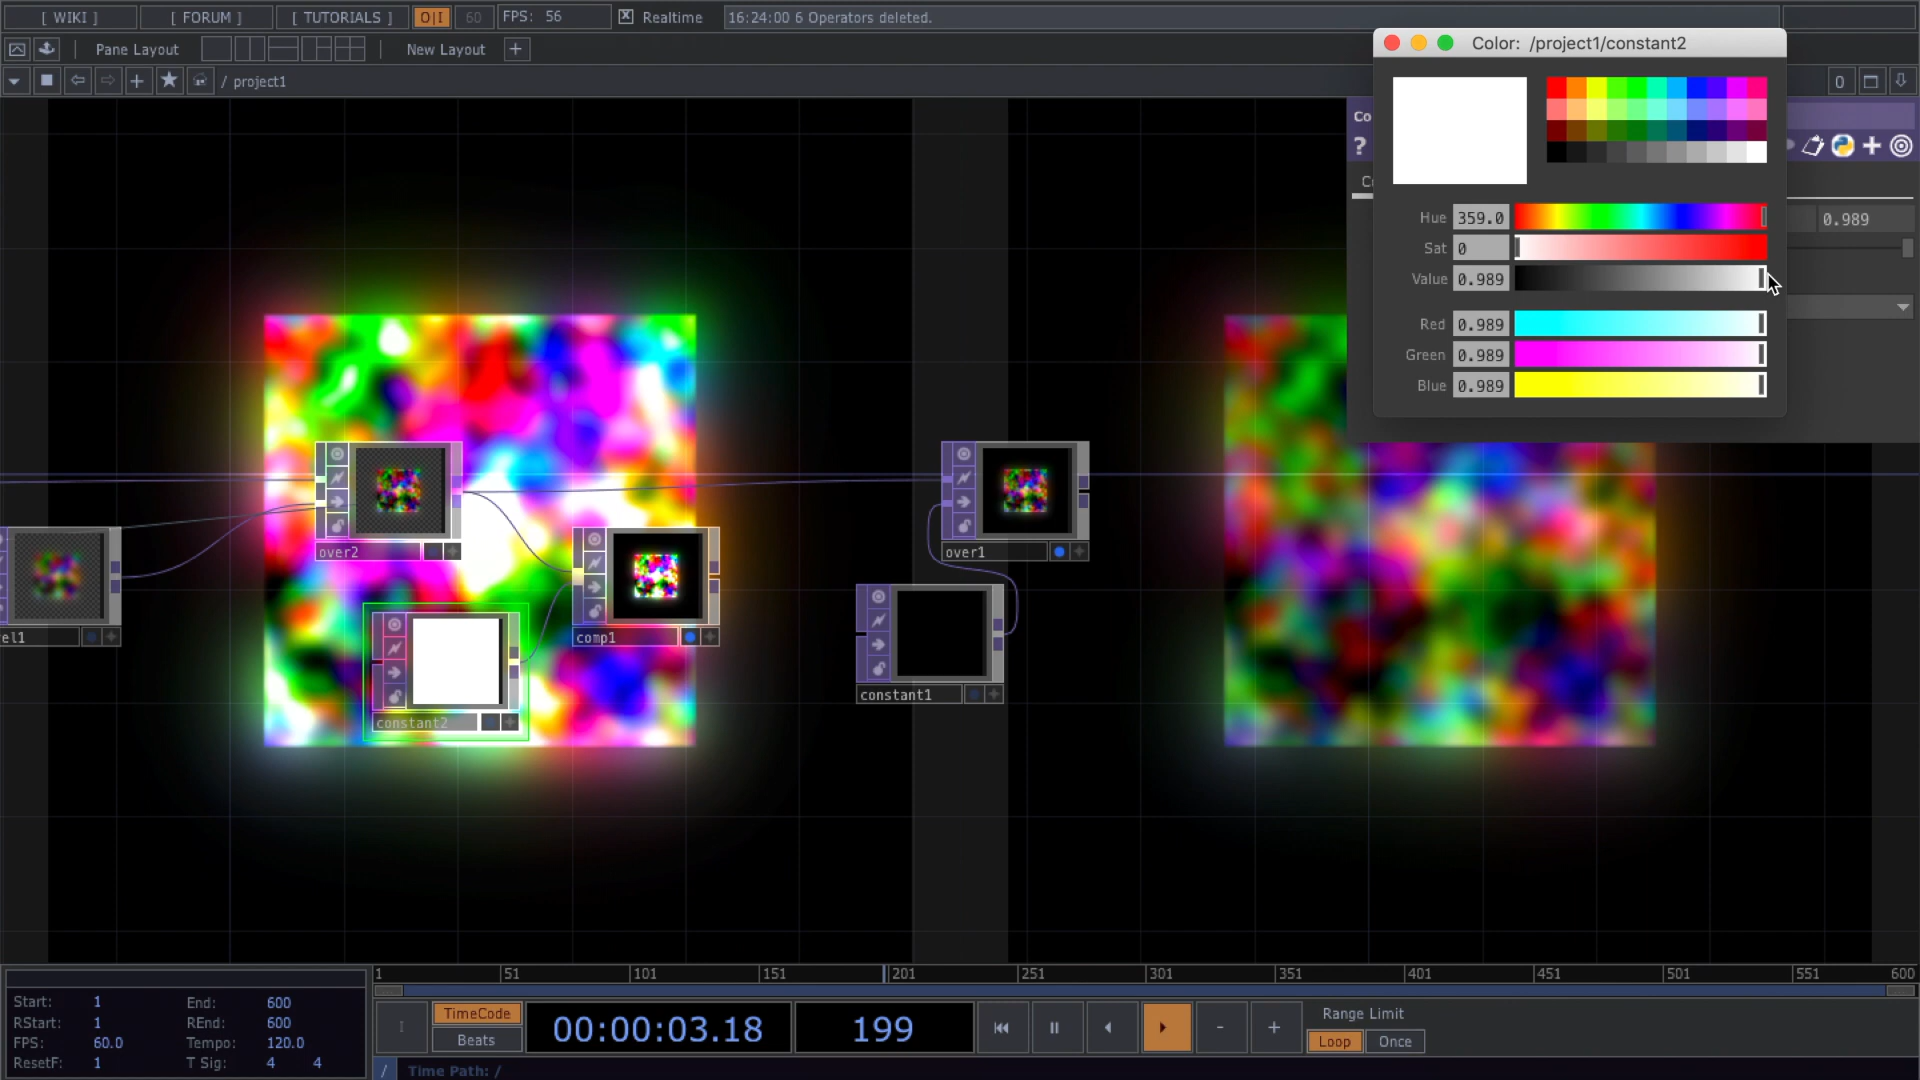 [ WIKI ] [ FORUM ] [ TUTORIALS ] O|I 60 FPS: 56 Realtime 16:24:00 6 Operators deleted.
Color: /project1/constant2
Pane Layout New Layout +
/ project1
0
Co
?
Hue 359.0
0.989
Sat 0
Value 0.989
Red 0.989
Green 0.989
Blue 0.989
over2
over1
el1
comp1
constant1
constant2
1 51 101 151 201 251 301 351 401 451 501 551 600
Start: 1 End: 600
RStart: 1 REnd: 600
FPS: 60.0 Tempo: 120.0
ResetF: 1 T Sig: 4 4
TimeCode
Beats
00:00:03.18
199
- +
Range Limit
Loop Once
/ Time Path: /